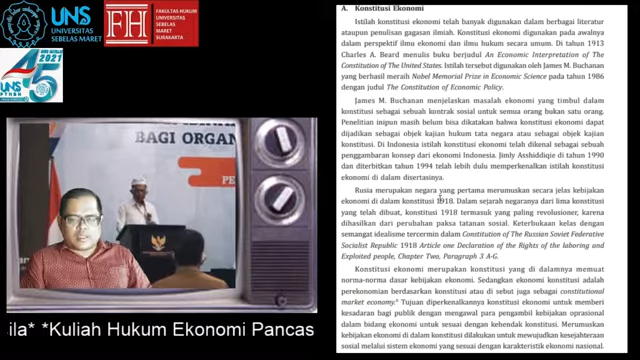 UNS
UNIVERSITAS
SEBELAS MARET
FH
FAKULTAS HUKUM
UNIVERSITAS
SEBELAS
MARET
SURAKARTA
45
2021
UNS
PTNBH
BAGI ORGAN
ila* *Kuliah Hukum Ekonomi Pancas
A. Konstitusi Ekonomi
Istilah konstitusi ekonomi telah banyak digunakan dalam berbagai literatur
ataupun penulisan gagasan ilmiah. Konstitusi ekonomi digunakan pada awalnya
dalam perspektif ilmu ekonomi dan ilmu hukum secara umum. Di tahun 1913
Charles A. Beard menulis buku berjudul An Economic Interpretation of The
Constitution of The United States. Istilah tersebut digunakan oleh James M. Buchanan
yang berhasil meraih Nobel Memorial Prize in Economic Science pada tahun 1986
dengan judul The Constitution of Economic Policy.
James M. Buchanan menjelaskan masalah ekonomi yang timbul dalam
konstitusi sebagai sebuah kontrak sosial untuk semua orang bukan satu orang.
Penelitian inipun masih belum bisa dikatakan bahwa konstitusi ekonomi dapat
dijadikan sebagai objek kajian hukum tata negara atau sebagai objek kajian
konstitusi. Di Indonesia istilah konstitusi ekonomi telah dikenal sebagai sebuah
penggambaran konsep dari ekonomi Indonesia. Jimly Asshiddiqie di tahun 1990
dan diterbitkan tahun 1994 telah lebih dulu memperkenalkan istilah konstitusi
ekonomi di dalam disertasinya.
Rusia merupakan negara yang pertama merumuskan secara jelas kebijakan
ekonomi di dalam konstitusi 1918. Dalam sejarah negaranya dari lima konstitusi
yang telah dibuat, konstitusi 1918 termasuk yang paling revolusioner, karena
dihasilkan dari perubahan paksa tatanan sosial. Keterbukaan kelas dengan
semangat idealisme tercermin dalam Constitution of The Russian Soviet Federative
Socialist Republic 1918 Article one Declaration of the Rights of the laboring and
Exploited people, Chapter Two, Paragraph 3 A-G.
Konstitusi ekonomi merupakan konstitusi yang di dalamnya memuat
norma-norma dasar kebijakan ekonomi. Sedangkan ekonomi konstitusi adalah
perekonomian berdasarkan konstitusi atau di sebut juga sebagai constitutional
market economy. Tujuan diperkenalkannya konstitusi ekonomi untuk memberi
kesadaran bagi publik dengan mengawal para pengambil kebijakan oprasional
dalam bidang ekonomi untuk sesuai dengan kehendak konstitusi. Merumuskan
kebijakan ekonomi di dalam konstitusi dilakukan untuk mewujudkan kesejahteraan
sosial melalui sistem ekonomi yang sesuai dengan karakteristik ekonomi nasional.